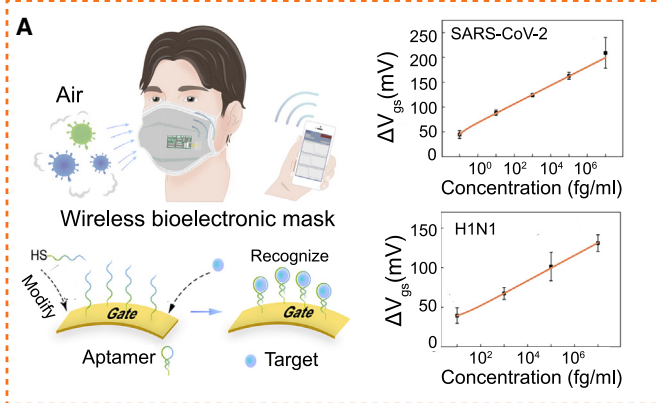 A
Air
Wireless bioelectronic mask
HS
Modify
Gate
Aptamer
Recognize
Gate
Target
SARS-CoV-2
ΔVgs(mV)
250
200
150
100
50
0
10⁰ 10² 10⁴ 10⁶
Concentration (fg/ml)
H1N1
ΔVgs(mV)
150
100
50
0
10² 10⁴ 10⁶
Concentration (fg/ml)